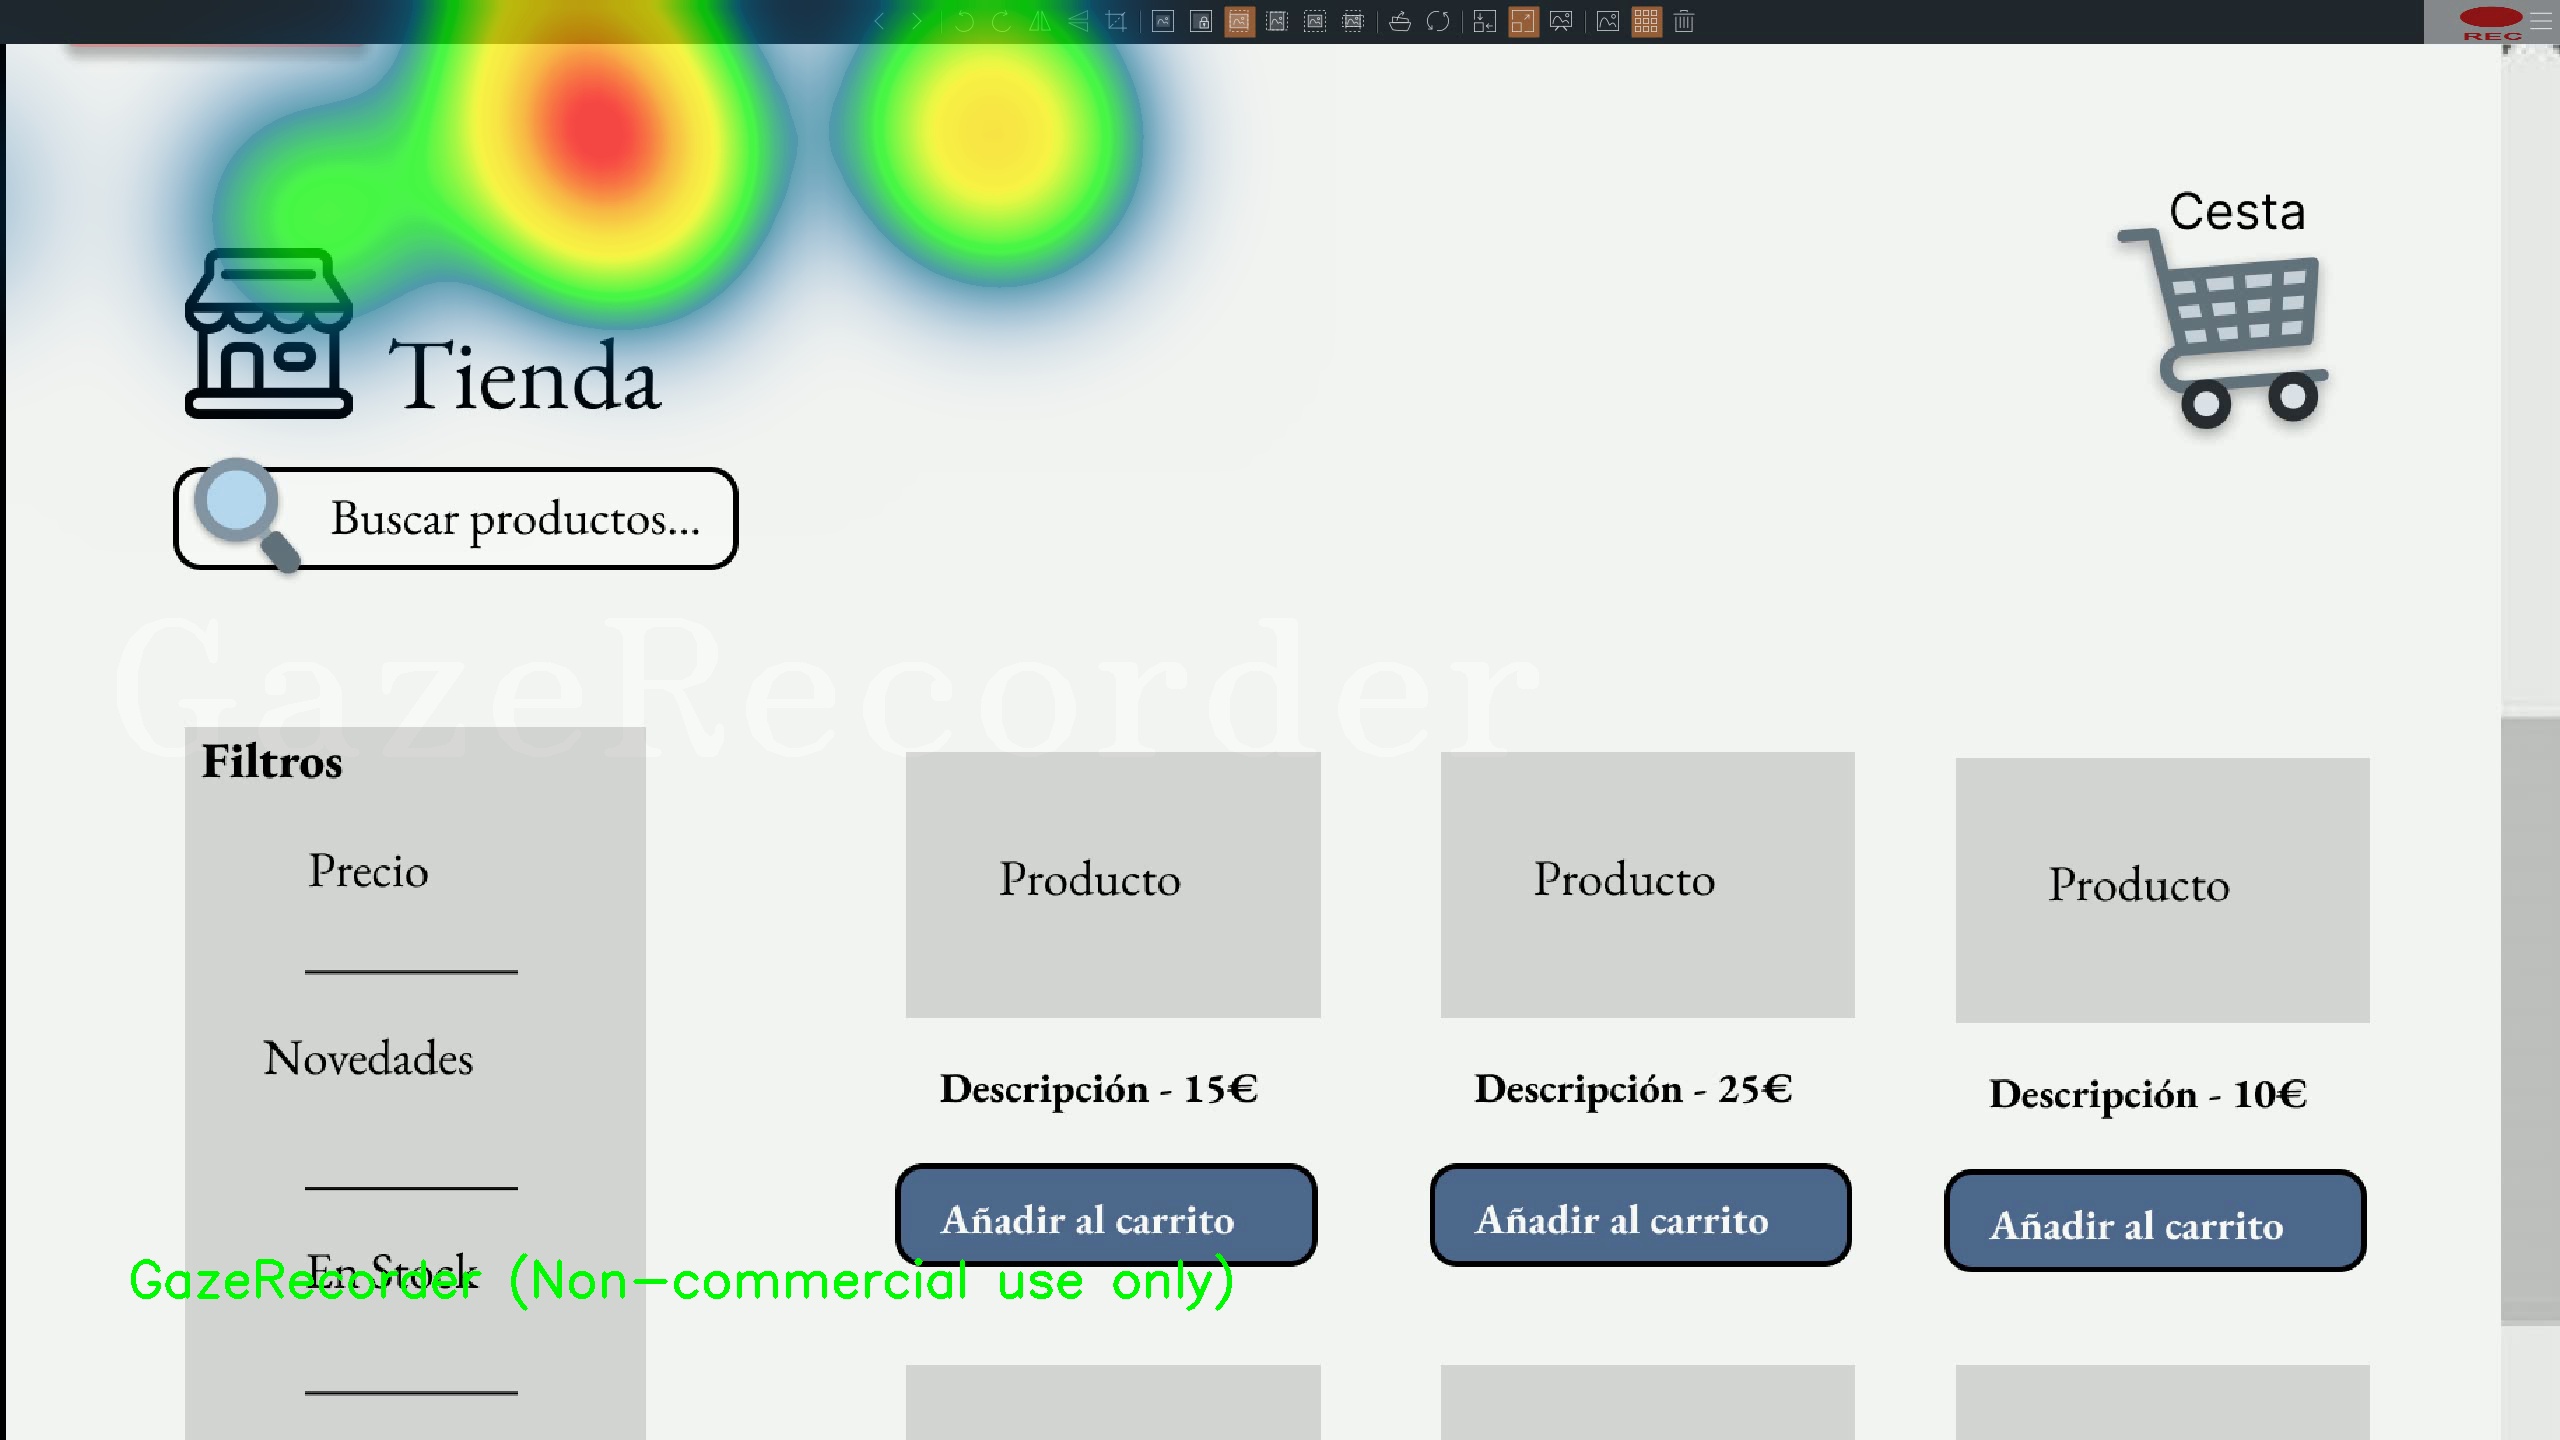 REC
Cesta
Tienda
Buscar productos...
GazeRecorder
Filtros
Precio
Producto
Producto
Producto
Novedades
Descripción - 15€
Descripción - 25€
Descripción - 10€
Añadir al carrito
Añadir al carrito
Añadir al carrito
En Stock
GazeRecorder (Non-commercial use only)